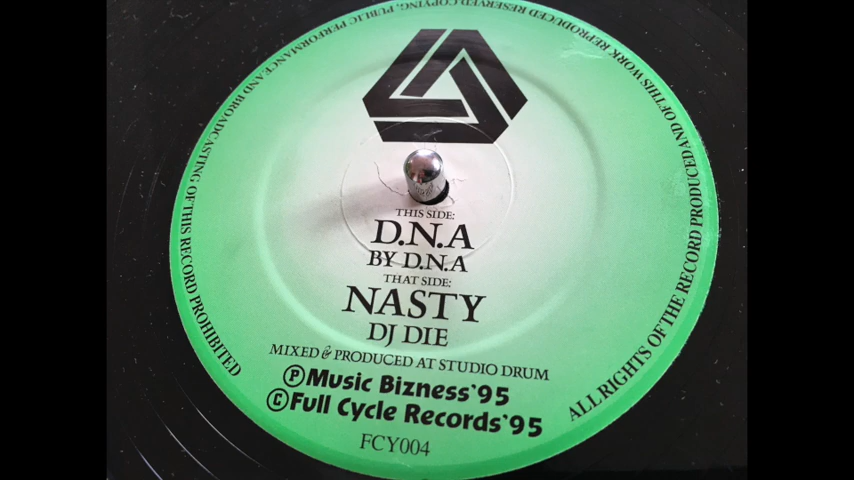 ALL RIGHTS OF THE RECORD PRODUCED AND OF THIS WORK REPRODUCED RESERVED COPYING, PUBLIC PERFORMANCE AND BROADCASTING OF THIS RECORD PROHIBITED
THIS SIDE:
D.N.A
BY D.N.A
THAT SIDE:
NASTY
DJ DIE
MIXED & PRODUCED AT STUDIO DRUM
Ⓟ Music Bizness'95
© Full Cycle Records'95
FCY004